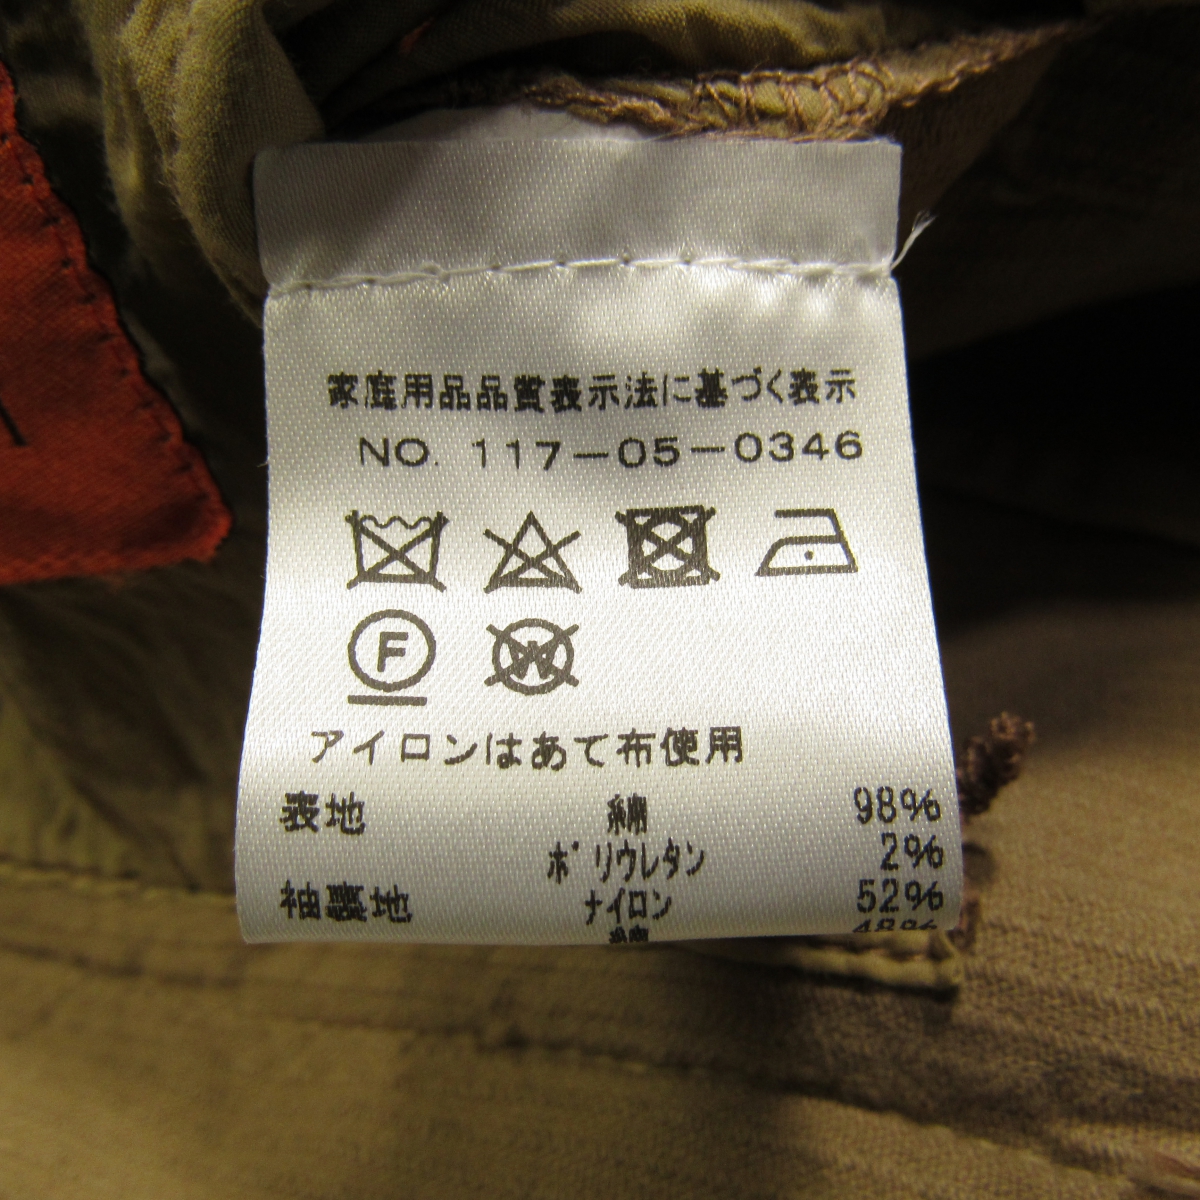 家庭用品品質表示法に基づく表示
NO. 117-05-0346
F
W
アイロンはあて布使用
表地 綿 98%
ポリウレタン 2%
袖裏地 ナイロン 52%
綿 48%